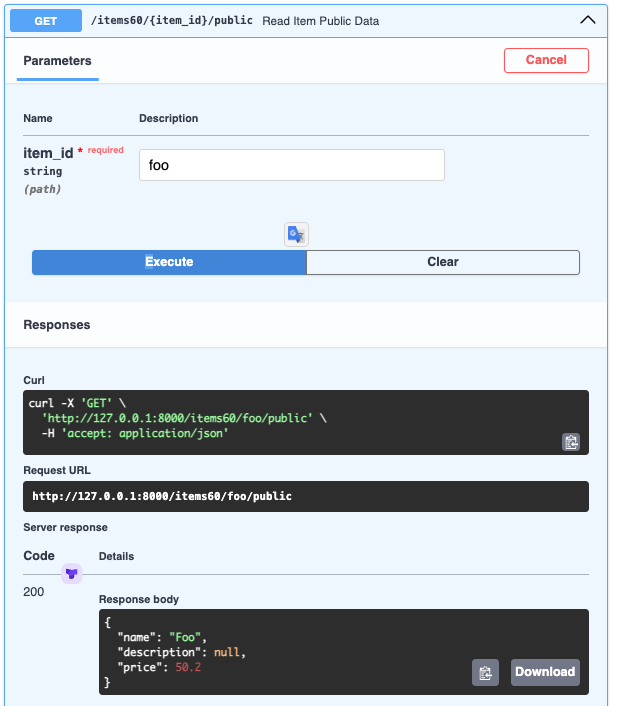 GET /items60/{item_id}/public Read Item Public Data
Parameters Cancel
Name Description
item_id * required foo
string
(path)
Execute Clear
Responses
Curl
curl -X 'GET' \
'http://127.0.0.1:8000/items60/foo/public' \
-H 'accept: application/json'
Request URL
http://127.0.0.1:8000/items60/foo/public
Server response
Code Details
200
Response body
{
"name": "Foo",
"description": null,
"price": 50.2
}
Download